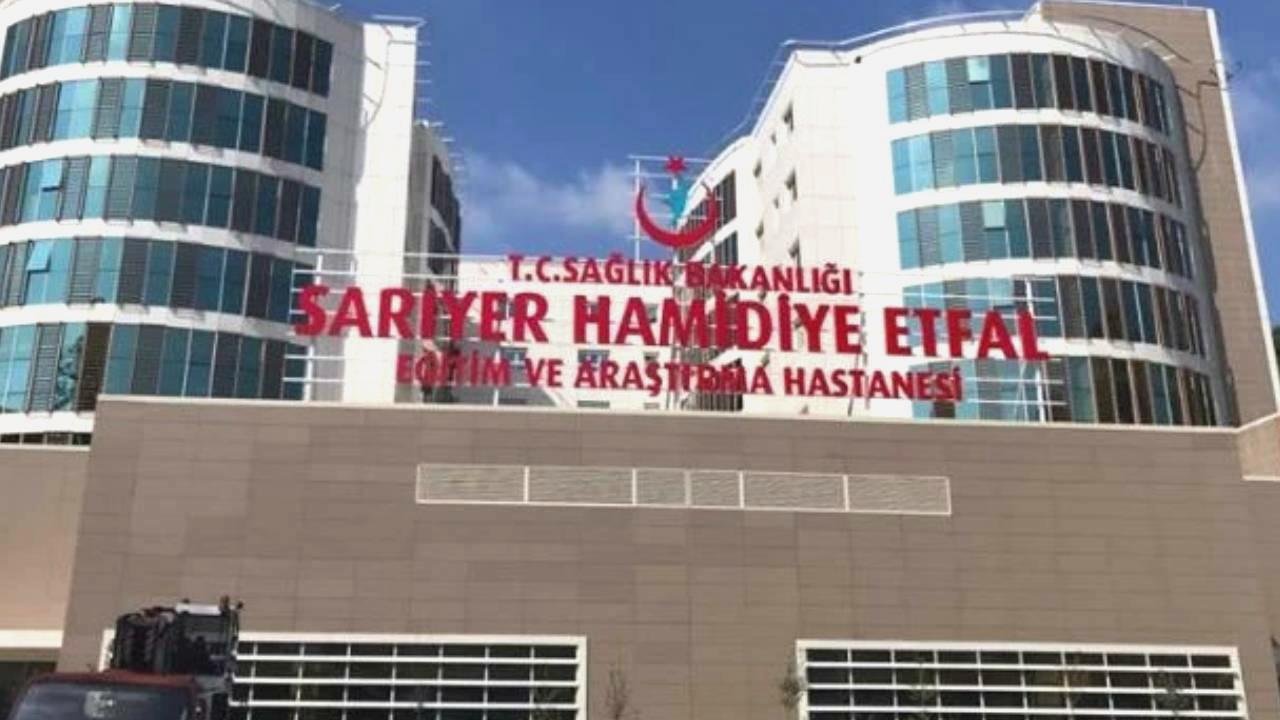 T.C.SAĞLIK BAKANLIĞI
SARIYER HAMİDİYE ETFAL
EĞİTİM VE ARAŞTIRMA HASTANESİ